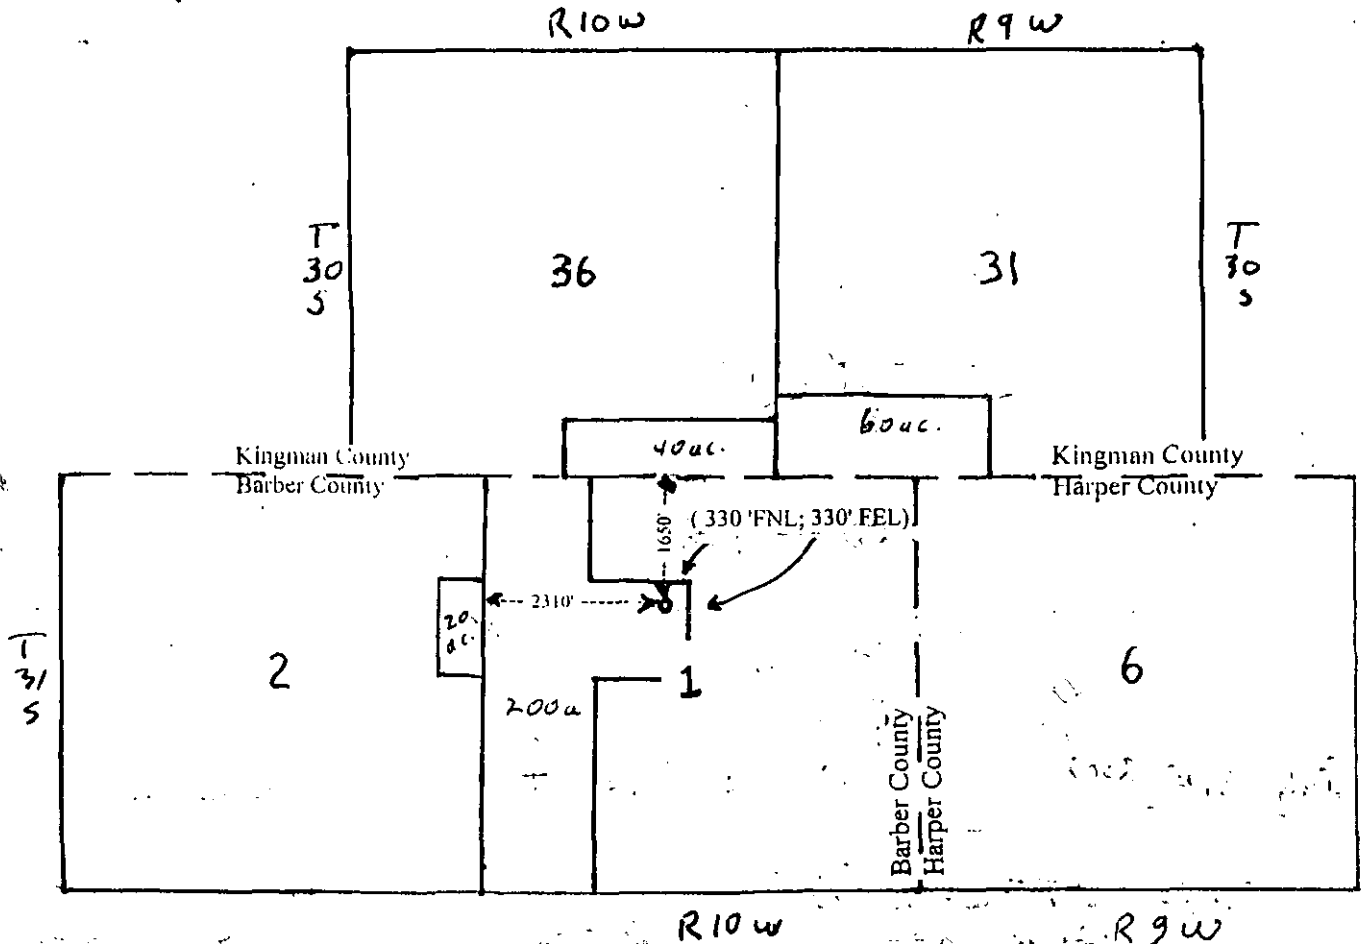 R10W R9W
T
30
S
36
31
T
30
S
60ac.
40ac.
Kingman County
Barber County
Kingman County
Harper County
1650'
( 330 'FNL; 330' FEL)
2310'
20
ac.
T
31
S
2
1
6
200a
Barber County
Harper County
R10W R9W